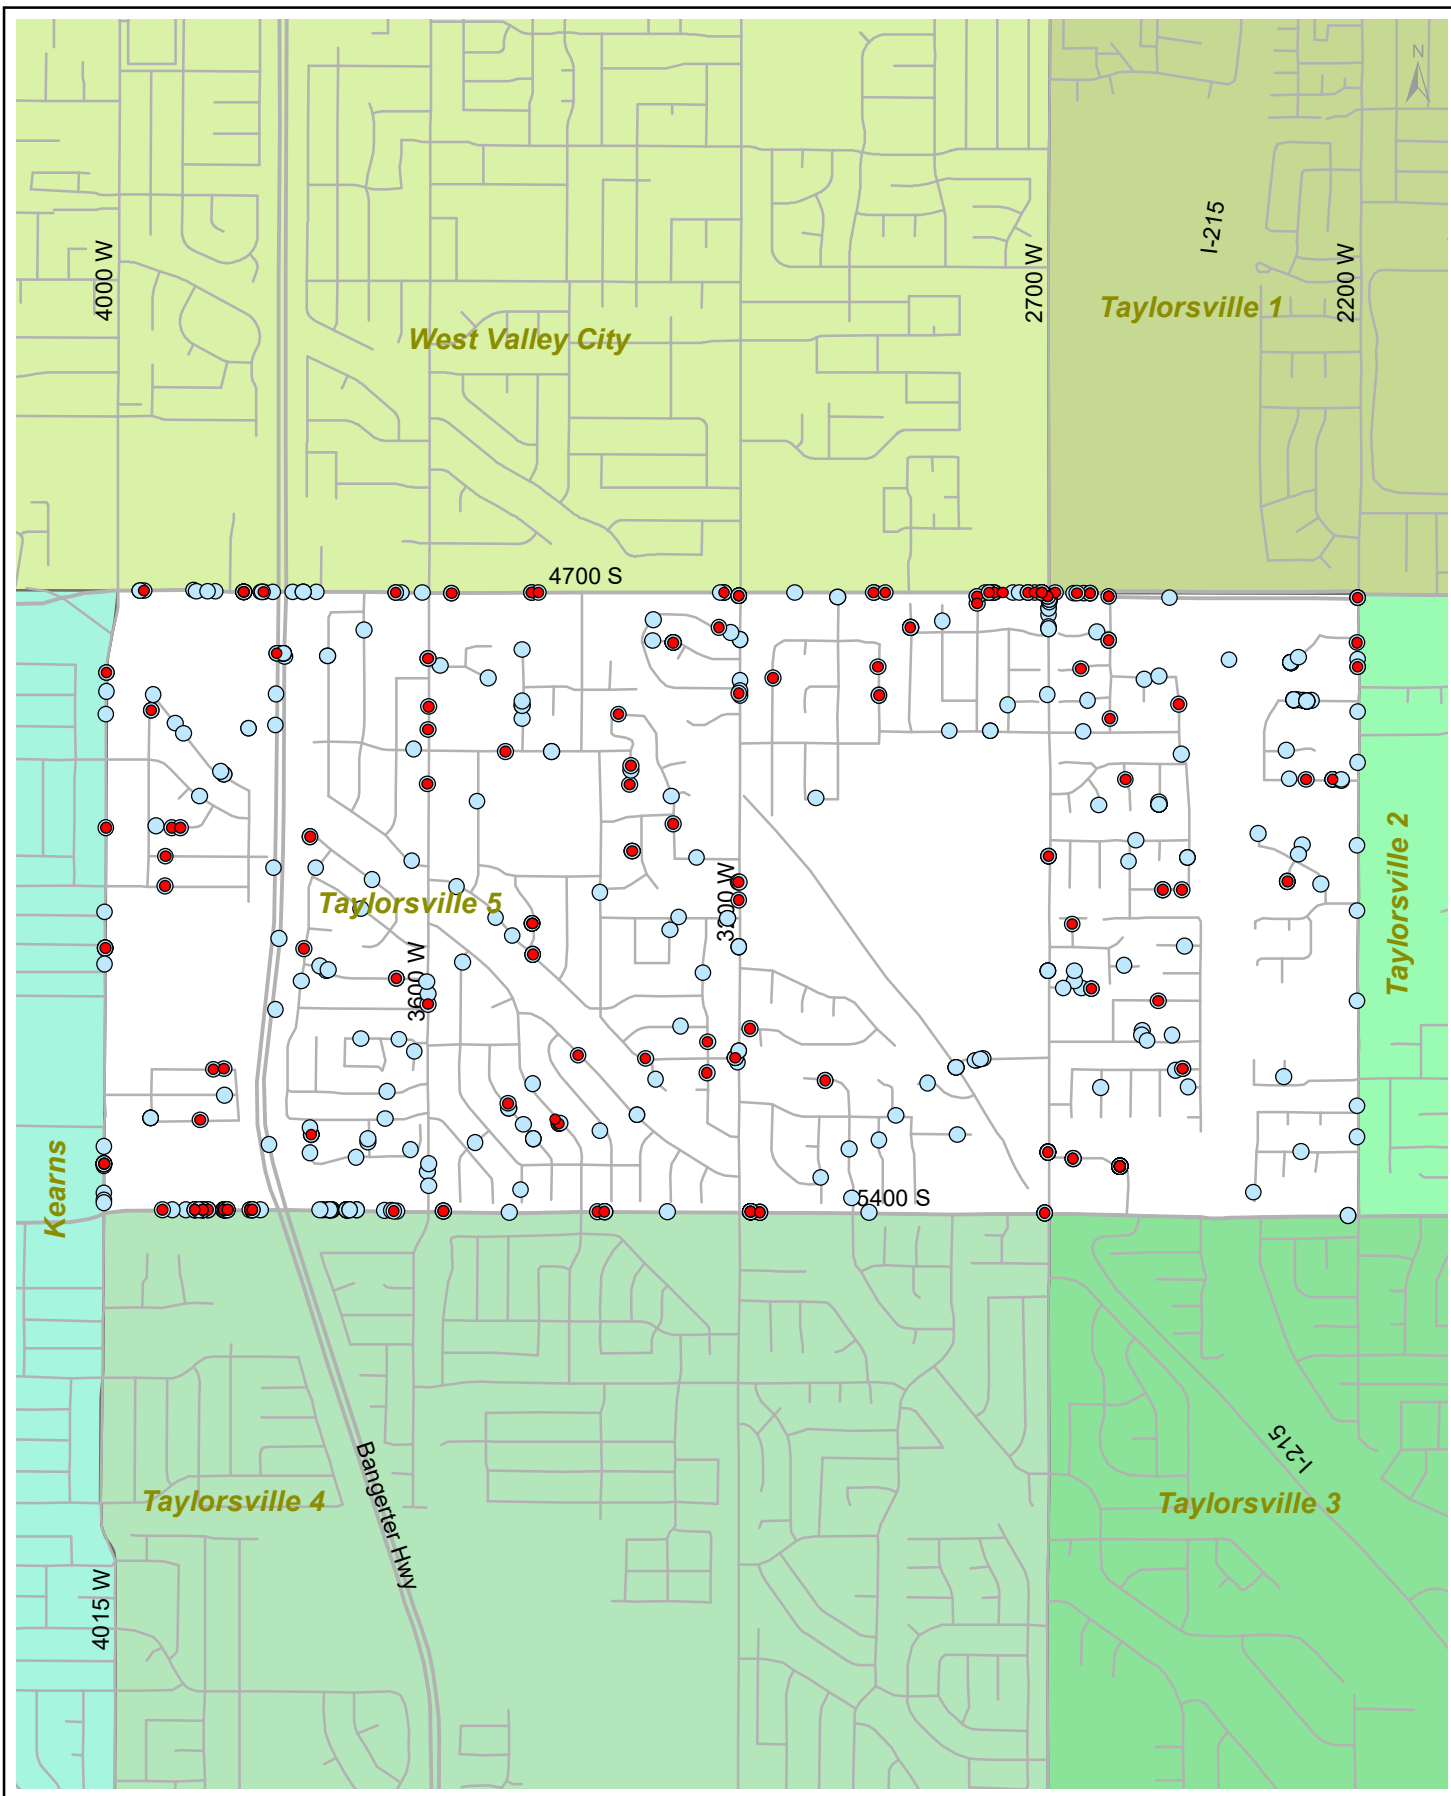 N
I-215
4000 W
2700 W
2200 W
Taylorsville 1
West Valley City
4700 S
Taylorsville 2
3200 W
Taylorsville 5
3600 W
Kearns
5400 S
I-215
Bangerter Hwy
Taylorsville 4
Taylorsville 3
4015 W